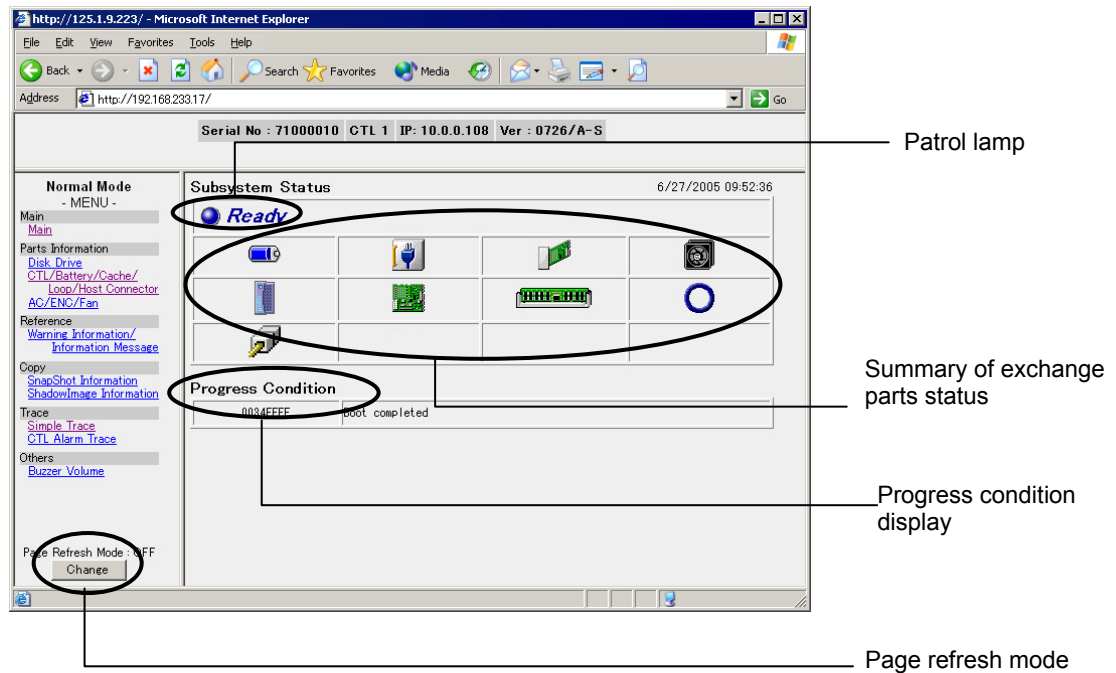 http://125.1.9.223/ - Microsoft Internet Explorer
File Edit View Favorites Tools Help
Back Search Favorites Media
Address http://192.168.233.17/ Go
Serial No : 71000010 CTL 1 IP: 10.0.0.108 Ver : 0726/A-S
Patrol lamp
Normal Mode
- MENU -
Main
Main
Parts Information
Disk Drive
CTL/Battery/Cache/
Loop/Host Connector
AC/ENC/Fan
Reference
Warning Information/
Information Message
Copy
SnapShot Information
ShadowImage Information
Trace
Simple Trace
CTL Alarm Trace
Others
Buzzer Volume
Page Refresh Mode : OFF
Change
Subsystem Status 6/27/2005 09:52:36
Ready
Progress Condition
0034FFFF Boot completed
Summary of exchange
parts status
Progress condition
display
Page refresh mode